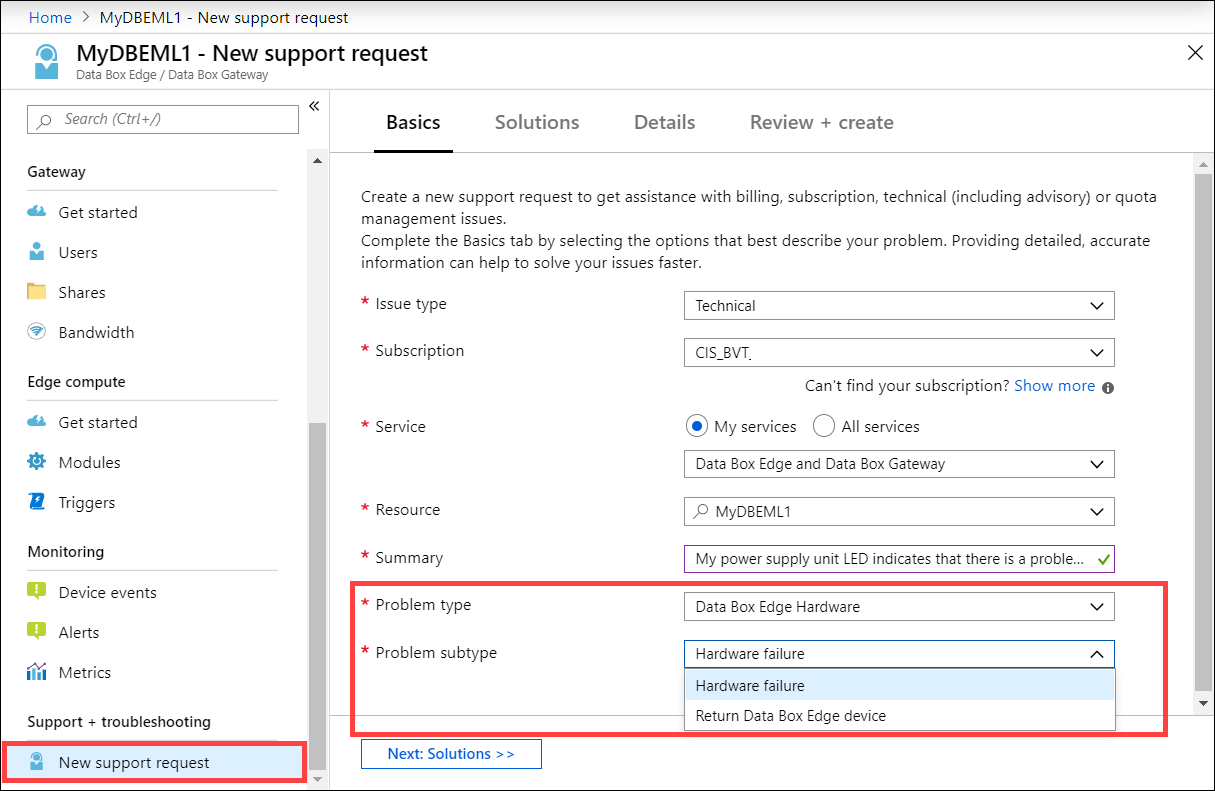 Home > MyDBEML1 - New support request
MyDBEML1 - New support request
Data Box Edge / Data Box Gateway
Search (Ctrl+/)
Gateway
Get started
Users
Shares
Bandwidth
Edge compute
Get started
Modules
Triggers
Monitoring
Device events
Alerts
Metrics
Support + troubleshooting
New support request
Basics Solutions Details Review + create
Create a new support request to get assistance with billing, subscription, technical (including advisory) or quota
management issues.
Complete the Basics tab by selecting the options that best describe your problem. Providing detailed, accurate
information can help to solve your issues faster.
* Issue type Technical
* Subscription CIS_BVT_
Can't find your subscription? Show more
* Service My services All services
Data Box Edge and Data Box Gateway
* Resource MyDBEML1
* Summary My power supply unit LED indicates that there is a proble...
* Problem type Data Box Edge Hardware
* Problem subtype Hardware failure
Hardware failure
Return Data Box Edge device
Next: Solutions >>